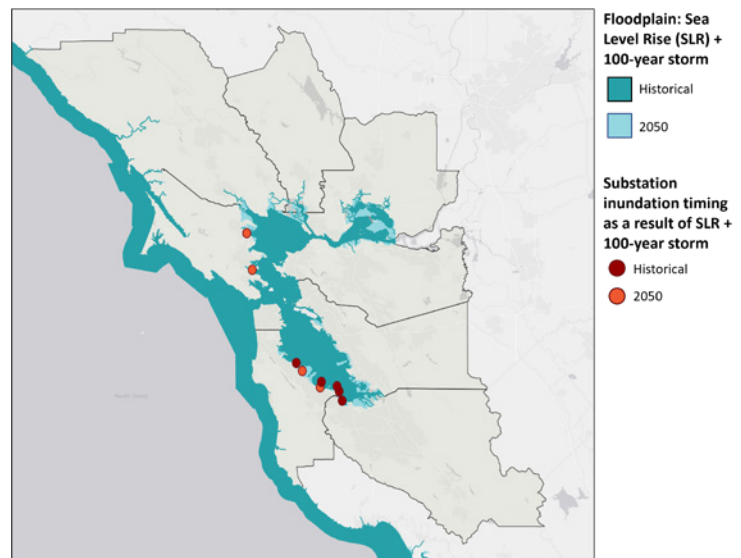 Floodplain: Sea
Level Rise (SLR) +
100-year storm
Historical
2050
Substation
inundation timing
as a result of SLR +
100-year storm
Historical
2050